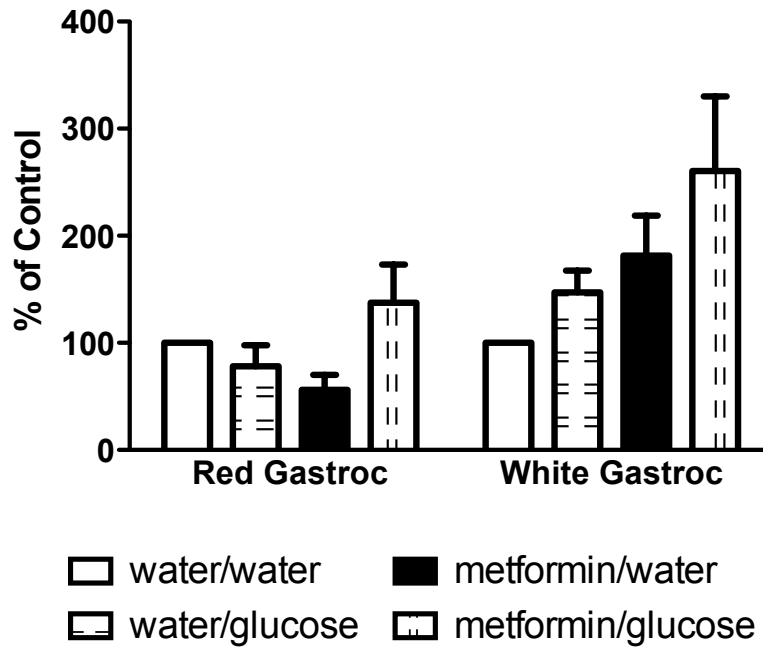 400
300
200
100
0
% of Control
Red Gastroc White Gastroc
water/water metformin/water
water/glucose metformin/glucose